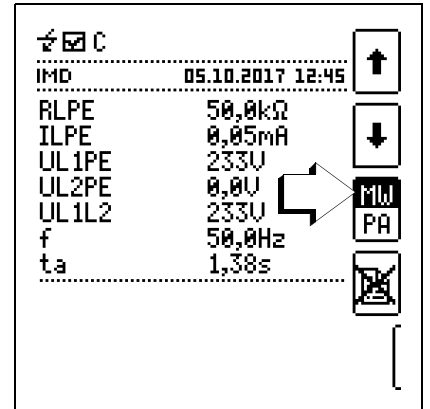 C
IMD 05.10.2017 12:45
RLPE 50,0kΩ
ILPE 0,05mA
UL1PE 233V
UL2PE 0,0V
UL1L2 233V
f 50,0Hz
ta 1,38s
MW
PA